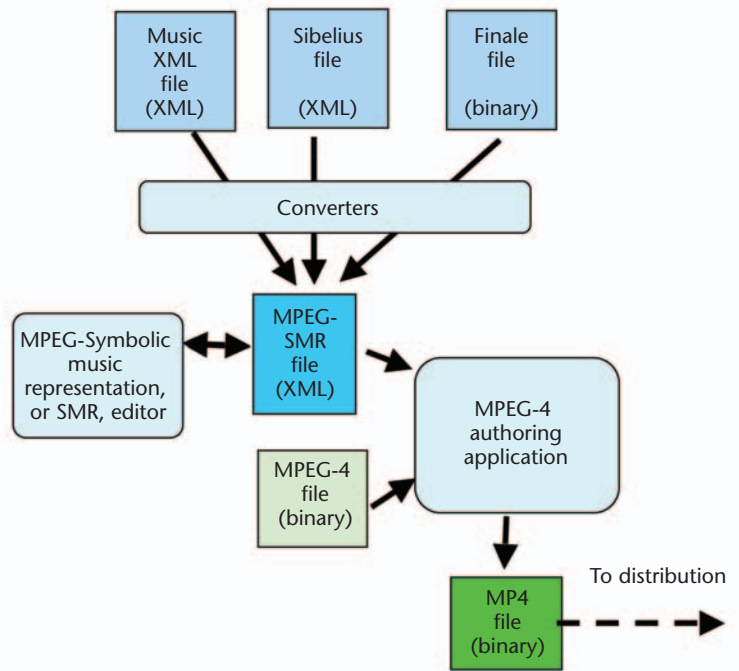 Music
XML
file
(XML)
Sibelius
file
(XML)
Finale
file
(binary)
Converters
MPEG-Symbolic
music
representation,
or SMR, editor
MPEG-
SMR
file
(XML)
MPEG-4
authoring
application
MPEG-4
file
(binary)
MP4
file
(binary)
To distribution